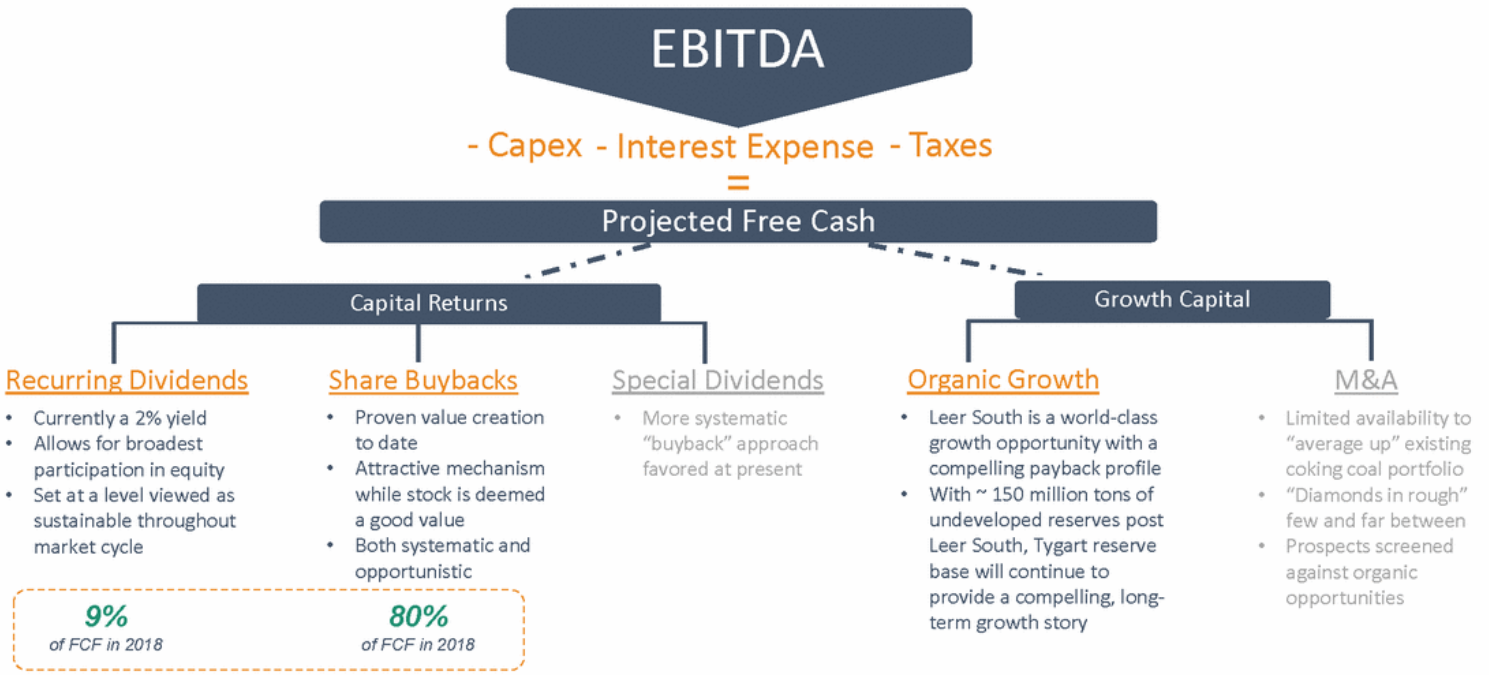 EBITDA
- Capex - Interest Expense - Taxes
=
Projected Free Cash
Capital Returns
Growth Capital
Recurring Dividends
• Currently a 2% yield
• Allows for broadest
participation in equity
• Set at a level viewed as
sustainable throughout
market cycle
9%
of FCF in 2018
Share Buybacks
• Proven value creation
to date
• Attractive mechanism
while stock is deemed
a good value
• Both systematic and
opportunistic
80%
of FCF in 2018
Special Dividends
• More systematic
“buyback” approach
favored at present
Organic Growth
• Leer South is a world-class
growth opportunity with a
compelling payback profile
• With ~ 150 million tons of
undeveloped reserves post
Leer South, Tygart reserve
base will continue to
provide a compelling, long-
term growth story
M&A
• Limited availability to
“average up” existing
coking coal portfolio
• “Diamonds in rough”
few and far between
• Prospects screened
against organic
opportunities